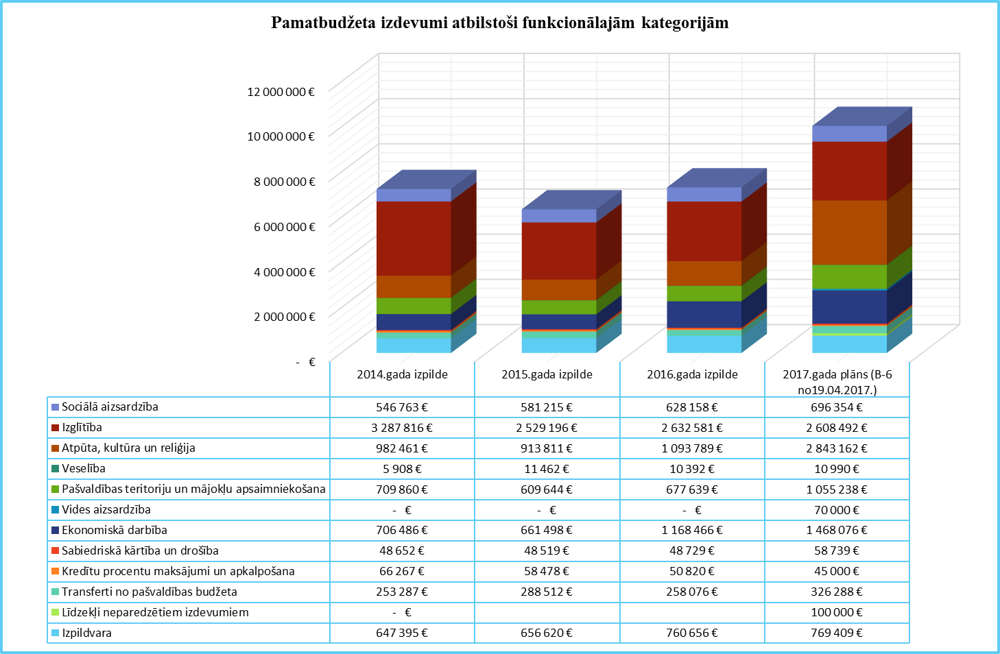 Pamatbudžeta izdevumi atbilstoši funkcionālajām kategorijām
12 000 000 €
10 000 000 €
8 000 000 €
6 000 000 €
4 000 000 €
2 000 000 €
- €
2014.gada izpilde 2015.gada izpilde 2016.gada izpilde 2017.gada plāns (B-6
no19.04.2017.)
Sociālā aizsardzība 546 763 € 581 215 € 628 158 € 696 354 €
Izglītība 3 287 816 € 2 529 196 € 2 632 581 € 2 608 492 €
Atpūta, kultūra un reliģija 982 461 € 913 811 € 1 093 789 € 2 843 162 €
Veselība 5 908 € 11 462 € 10 392 € 10 990 €
Pašvaldības teritoriju un mājokļu apsaimniekošana 709 860 € 609 644 € 677 639 € 1 055 238 €
Vides aizsardzība - € - € - € 70 000 €
Ekonomiskā darbība 706 486 € 661 498 € 1 168 466 € 1 468 076 €
Sabiedriskā kārtība un drošība 48 652 € 48 519 € 48 729 € 58 739 €
Kredītu procentu maksājumi un apkalpošana 66 267 € 58 478 € 50 820 € 45 000 €
Transferti no pašvaldības budžeta 253 287 € 288 512 € 258 076 € 326 288 €
Līdzekļi neparedzētiem izdevumiem - € 100 000 €
Izpildvara 647 395 € 656 620 € 760 656 € 769 409 €